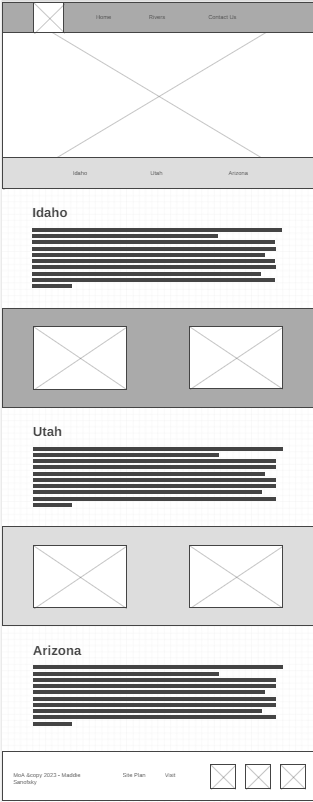 Home Rivers Contact Us
Idaho Utah Arizona
Idaho
Utah
Arizona
MoA &copy 2023 • Maddie
Sanofsky
Site Plan Visit